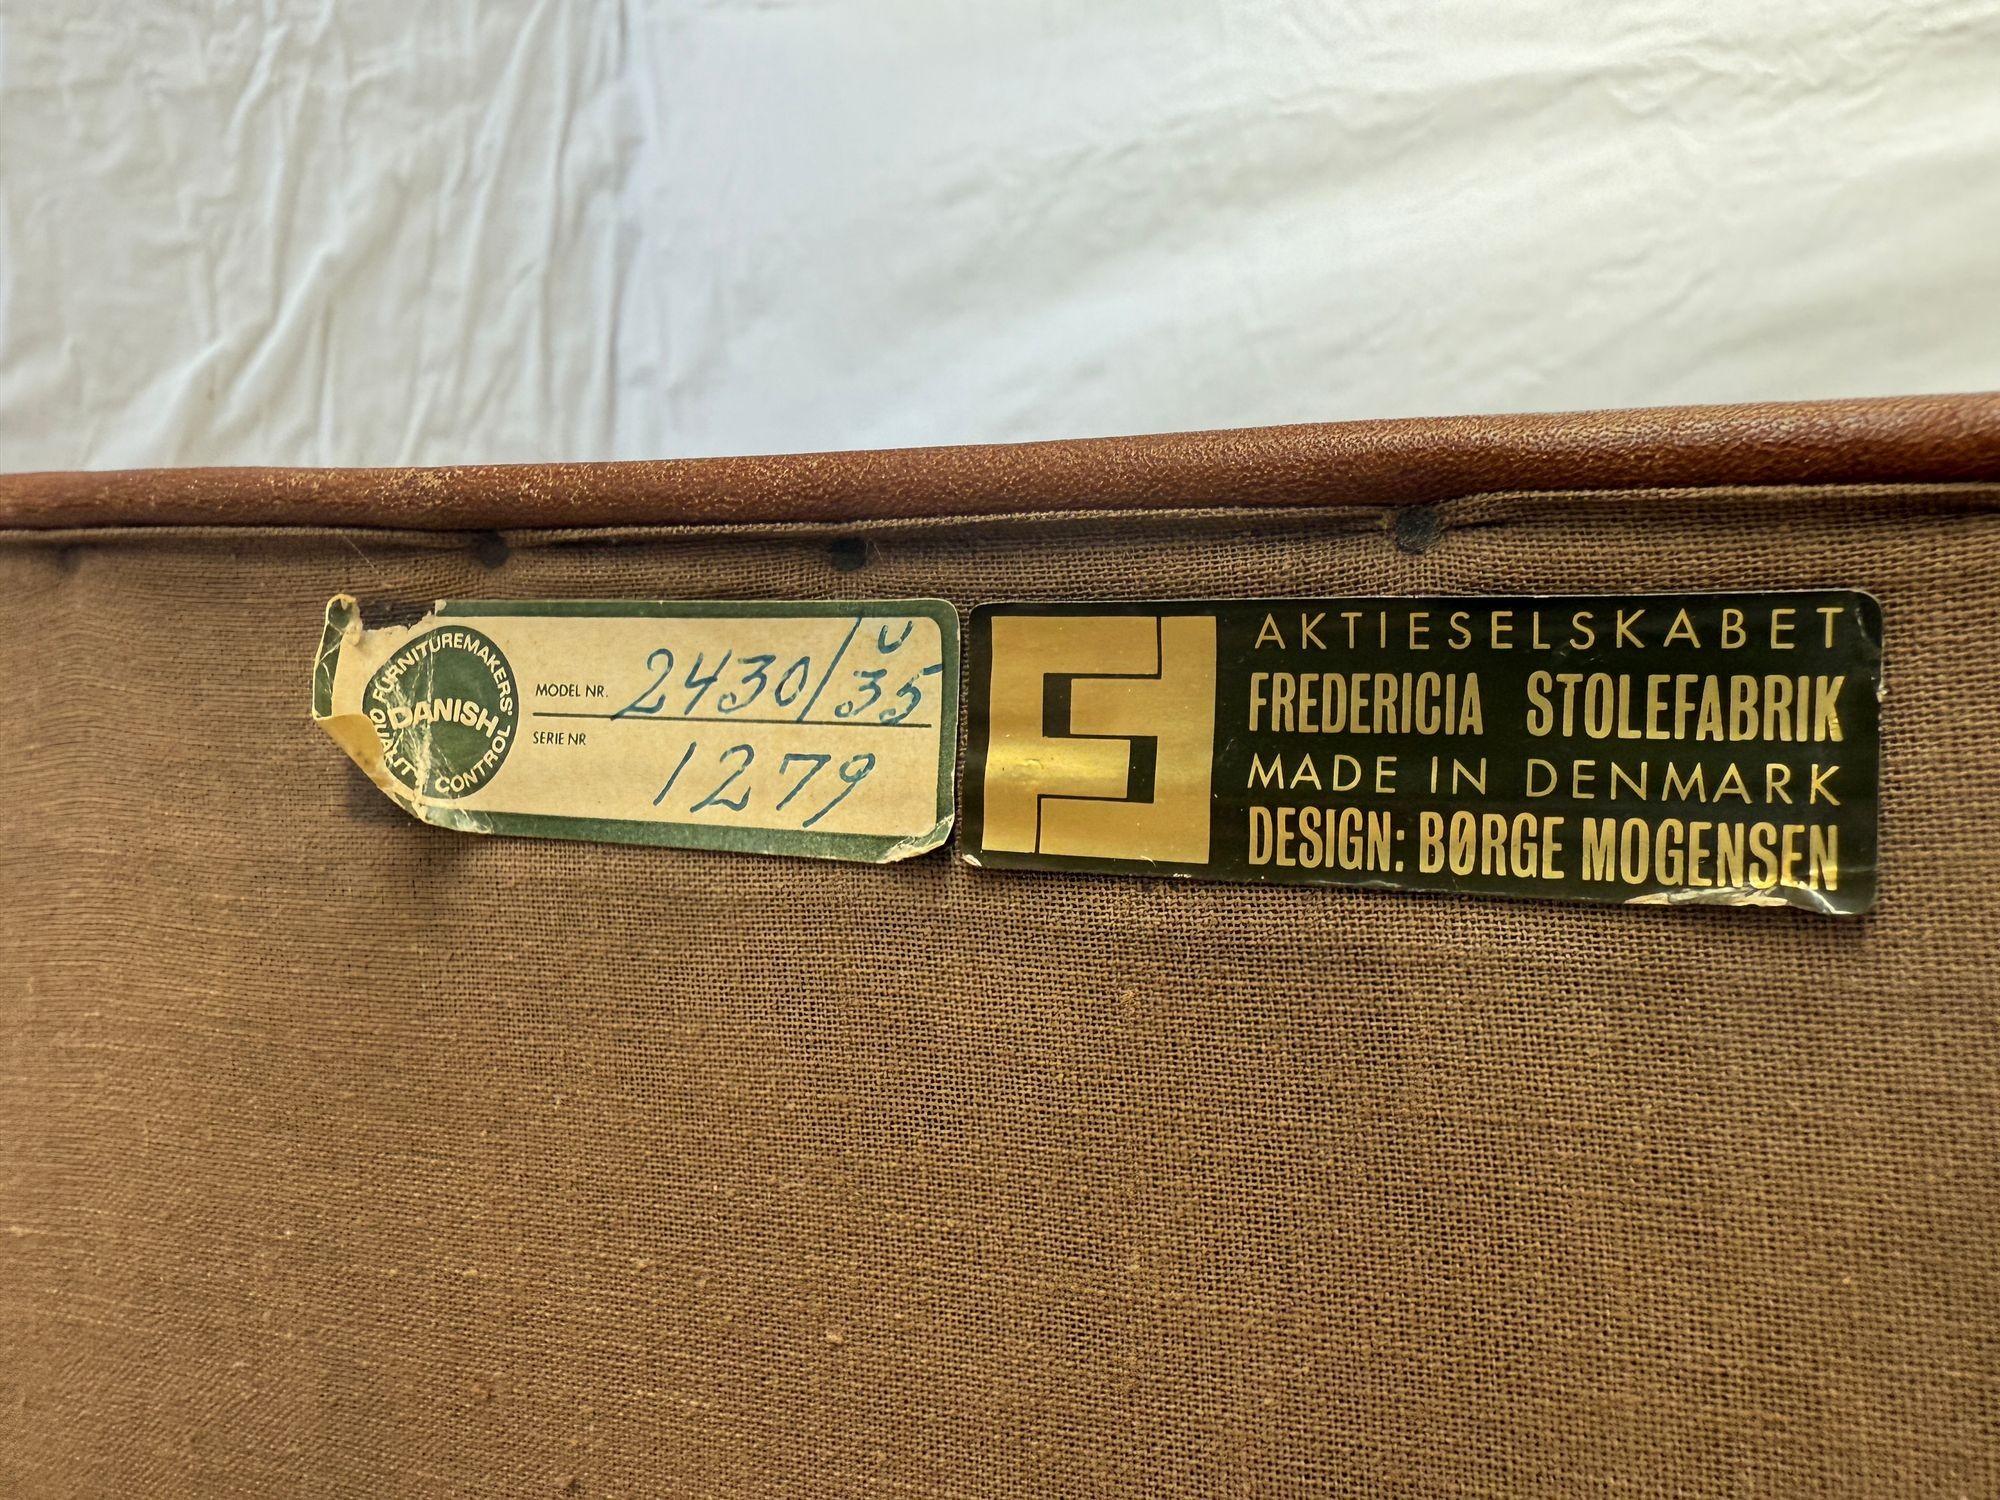 DANISH
FURNITUREMAKERS'
QUALITY CONTROL
MODEL NR. 2430/35
SERIE NR 1279
AKTIESELSKABET
FREDERICIA STOLEFABRIK
MADE IN DENMARK
DESIGN: BØRGE MOGENSEN